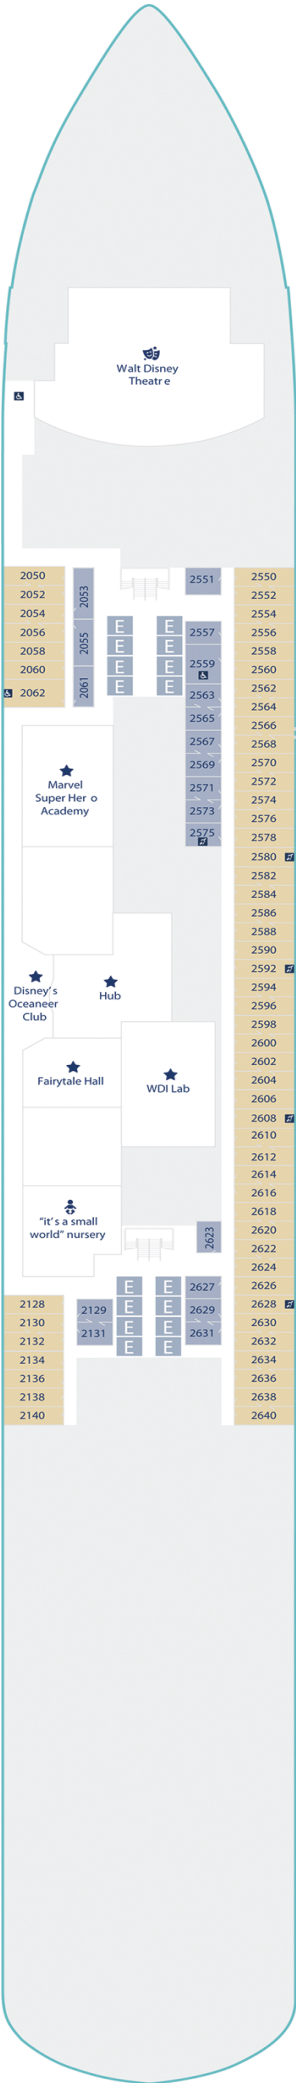 Walt Disney
Theatre
2050
2052
2054
2056
2058
2060
2062
2053
2055
2061
E
E
E
E
E
E
E
E
2551
2557
2559
2563
2565
2567
2569
2571
2573
2575
2550
2552
2554
2556
2558
2560
2562
2564
2566
2568
2570
2572
2574
2576
2578
2580
2582
2584
2586
2588
2590
2592
2594
2596
2598
2600
2602
2604
2606
2608
2610
2612
2614
2616
2618
2620
2622
2624
2626
2628
2630
2632
2634
2636
2638
2640
Marvel
Super Her o
Academy
Disney's
Oceaneer
Club
Hub
Fairytale Hall
WDI Lab
"it's a small
world" nursery
2623
2128
2130
2132
2134
2136
2138
2140
2129
2131
E
E
E
E
E
E
E
E
2627
2629
2631